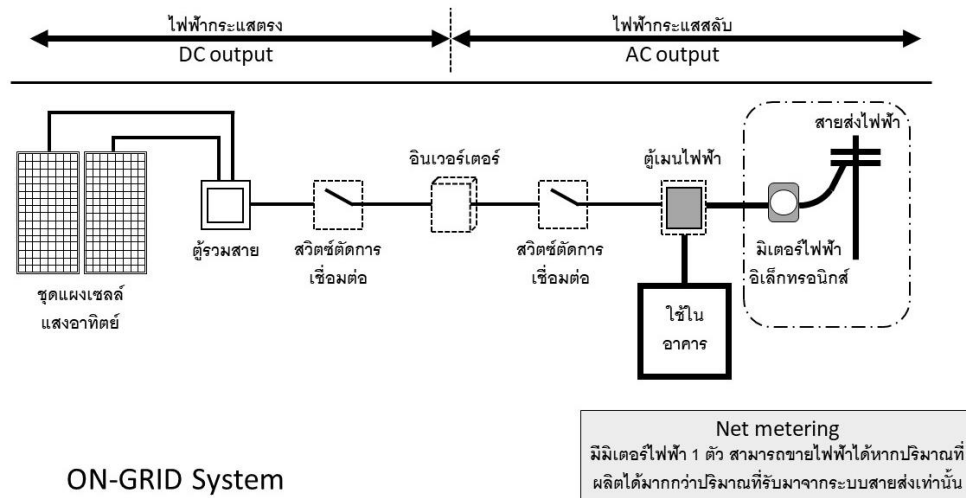 ไฟฟ้ากระแสตรง
DC output
ไฟฟ้ากระแสสลับ
AC output
สายส่งไฟฟ้า
อินเวอร์เตอร์
ตู้เมนไฟฟ้า
ตู้รวมสาย
สวิตซ์ตัดการ
เชื่อมต่อ
สวิตซ์ตัดการ
เชื่อมต่อ
มิเตอร์ไฟฟ้า
อิเล็กทรอนิกส์
ชุดแผงเซลล์
แสงอาทิตย์
ใช้ใน
อาคาร
Net metering
มีมิเตอร์ไฟฟ้า 1 ตัว สามารถขายไฟฟ้าได้หากปริมาณที่
ผลิตได้มากกว่าปริมาณที่รับมาจากระบบสายส่งเท่านั้น
ON-GRID System